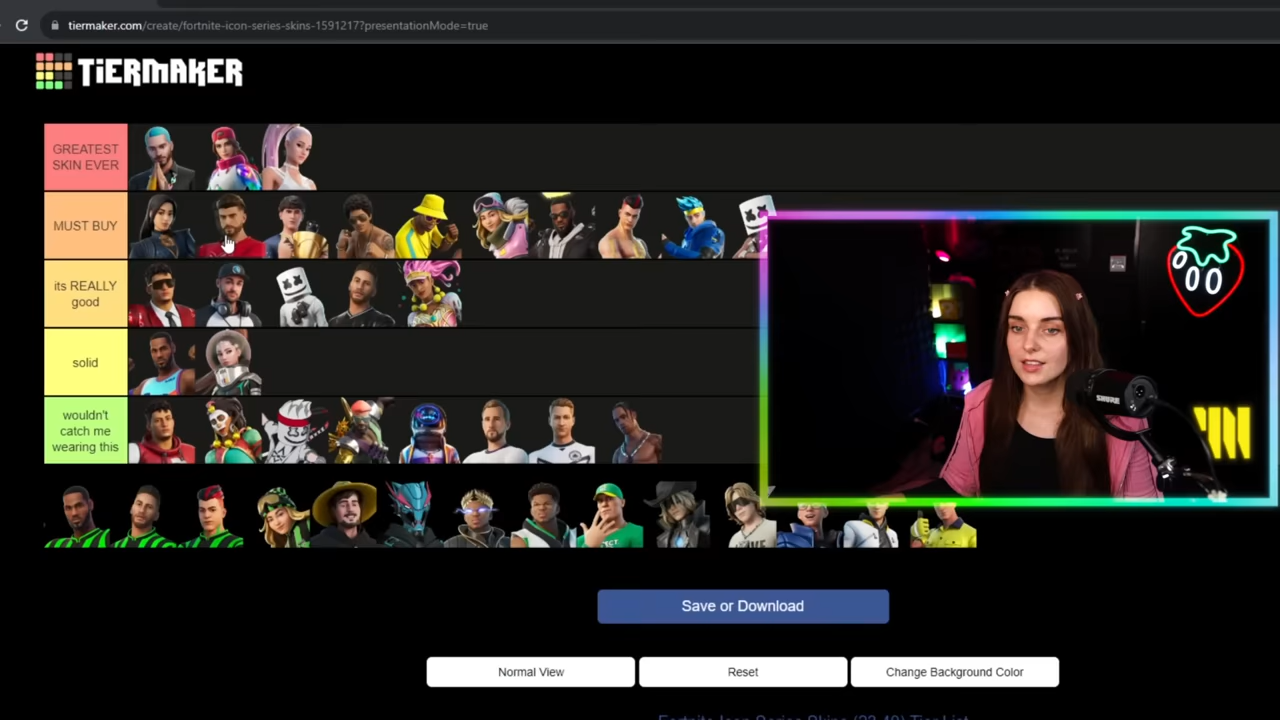 tiermaker.com/create/fortnite-icon-series-skins-1591217?presentationMode=true
TiERMAKER
GREATEST
SKIN EVER
MUST BUY
its REALLY
good
solid
wouldn't
catch me
wearing this
SHURE
Save or Download
Normal View
Reset
Change Background Color